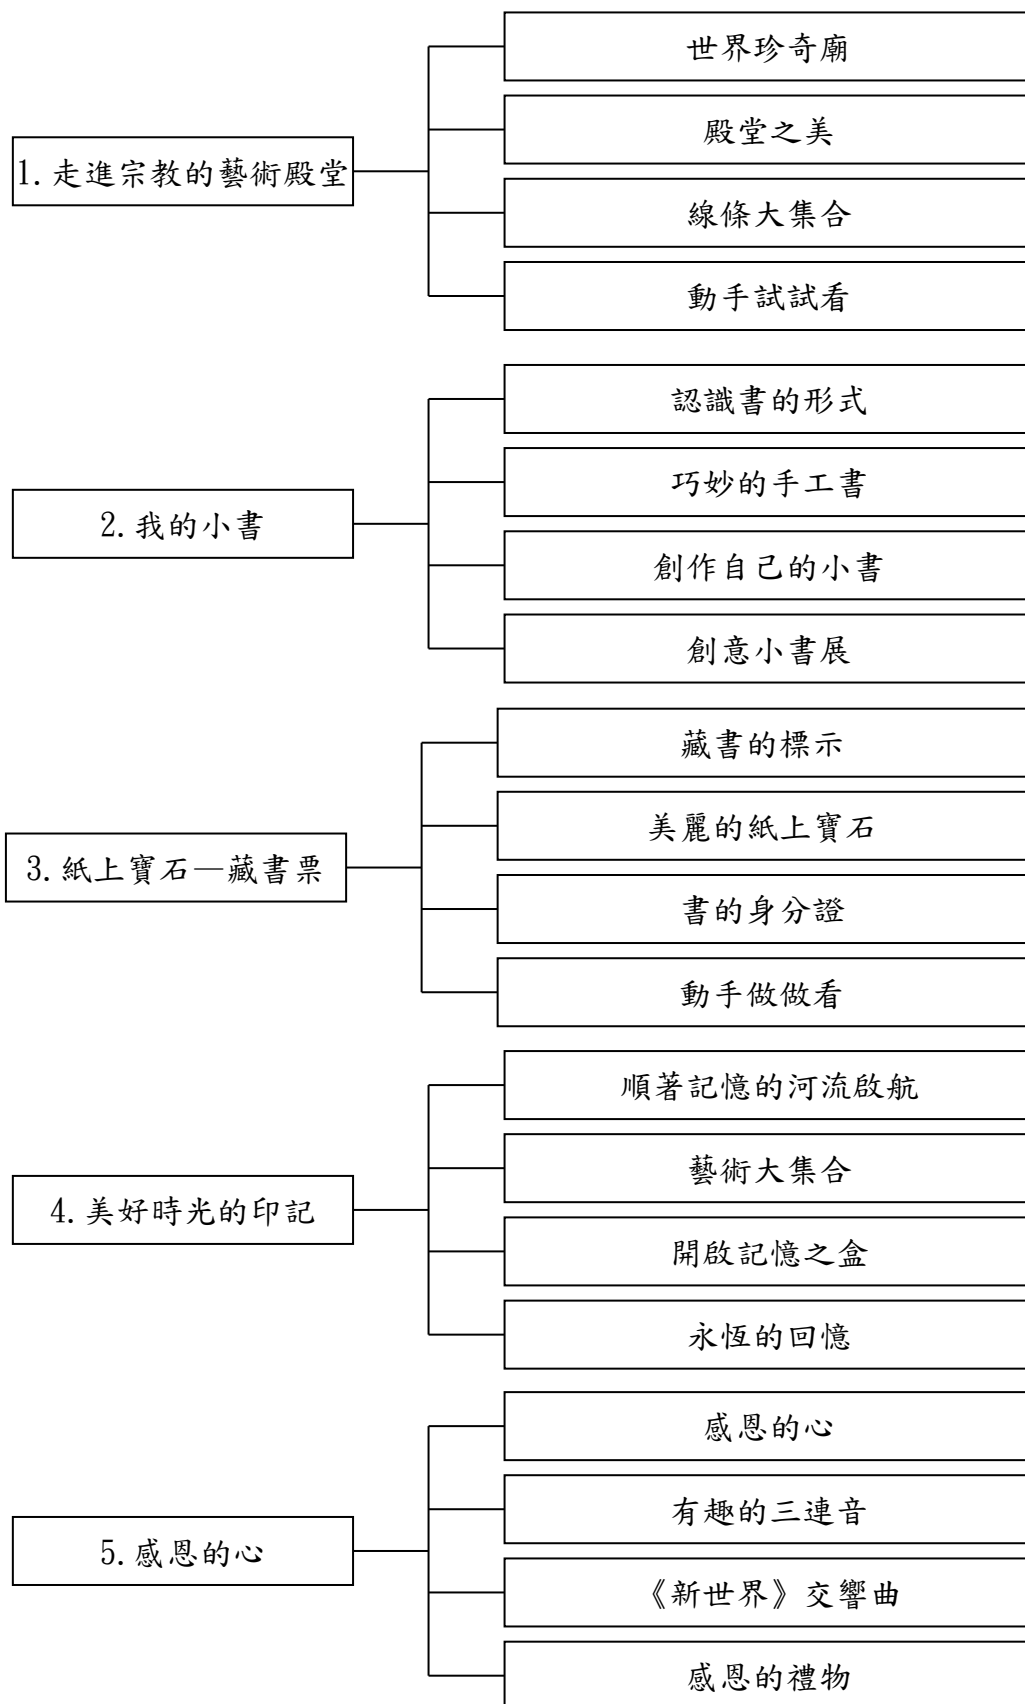 1.走進宗教的藝術殿堂
世界珍奇廟
殿堂之美
線條大集合
動手試試看
2.我的小書
認識書的形式
巧妙的手工書
創作自己的小書
創意小書展
3.紙上寶石—藏書票
藏書的標示
美麗的紙上寶石
書的身分證
動手做做看
4.美好時光的印記
順著記憶的河流啟航
藝術大集合
開啟記憶之盒
永恆的回憶
5.感恩的心
感恩的心
有趣的三連音
《新世界》交響曲
感恩的禮物